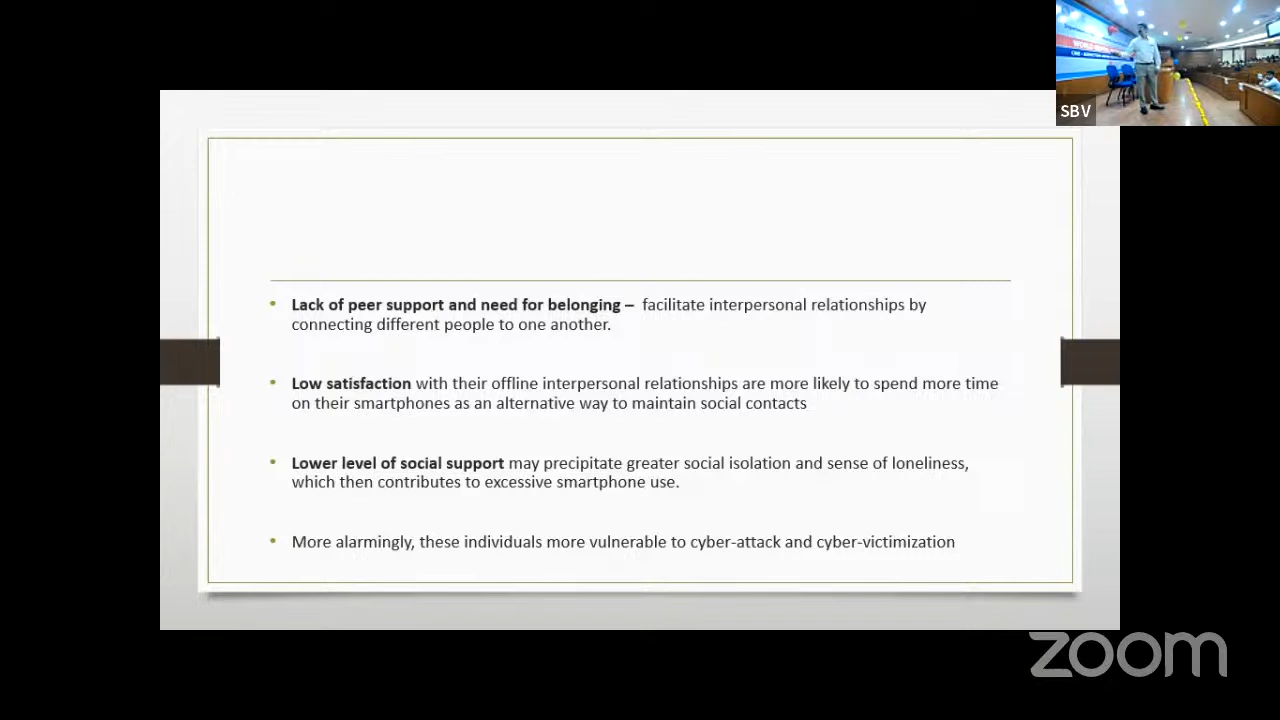 SBV
• Lack of peer support and need for belonging – facilitate interpersonal relationships by
connecting different people to one another.
• Low satisfaction with their offline interpersonal relationships are more likely to spend more time
on their smartphones as an alternative way to maintain social contacts
• Lower level of social support may precipitate greater social isolation and sense of loneliness,
which then contributes to excessive smartphone use.
• More alarmingly, these individuals more vulnerable to cyber-attack and cyber-victimization
zoom